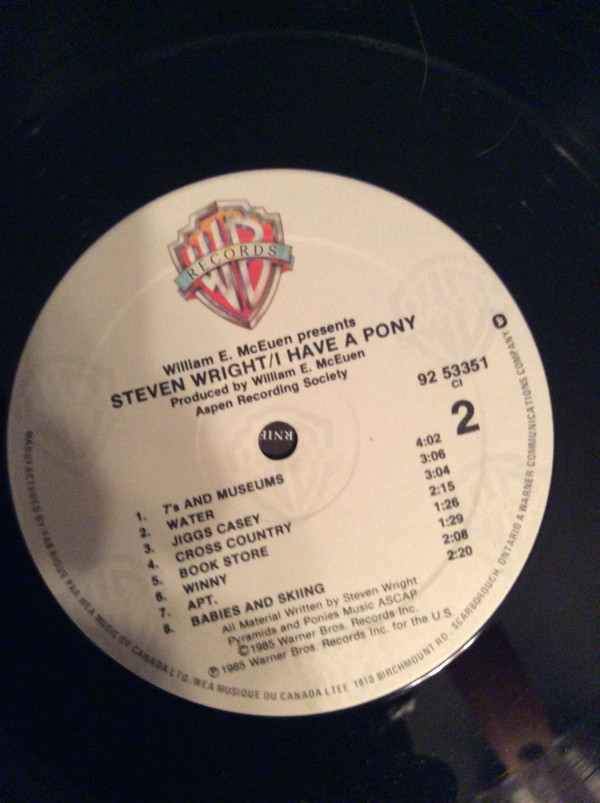 WB
RECORDS
William E. McEuen presents
STEVEN WRIGHT/I HAVE A PONY
Produced by William E. McEuen
Aspen Recording Society
92 53351
CI
2
1. T's AND MUSEUMS 4:02
2. WATER 3:06
3. JIGGS CASEY 3:04
4. CROSS COUNTRY 2:15
5. BOOK STORE 1:26
6. WINNY 1:29
7. APT. 2:08
8. BABIES AND SKIING 2:20
All Material Written by Steven Wright
Pyramids and Ponies Music ASCAP
©1985 Warner Bros. Records Inc.
℗1985 Warner Bros. Records Inc. for the U.S.
MANUFACTURED BY/FABRIQUE PAR WEA MUSIC OF CANADA LTD./WEA MUSIQUE DU CANADA LTEE 1810 BIRCHMOUNT RD., SCARBOROUGH, ONTARIO A WARNER COMMUNICATIONS COMPANY